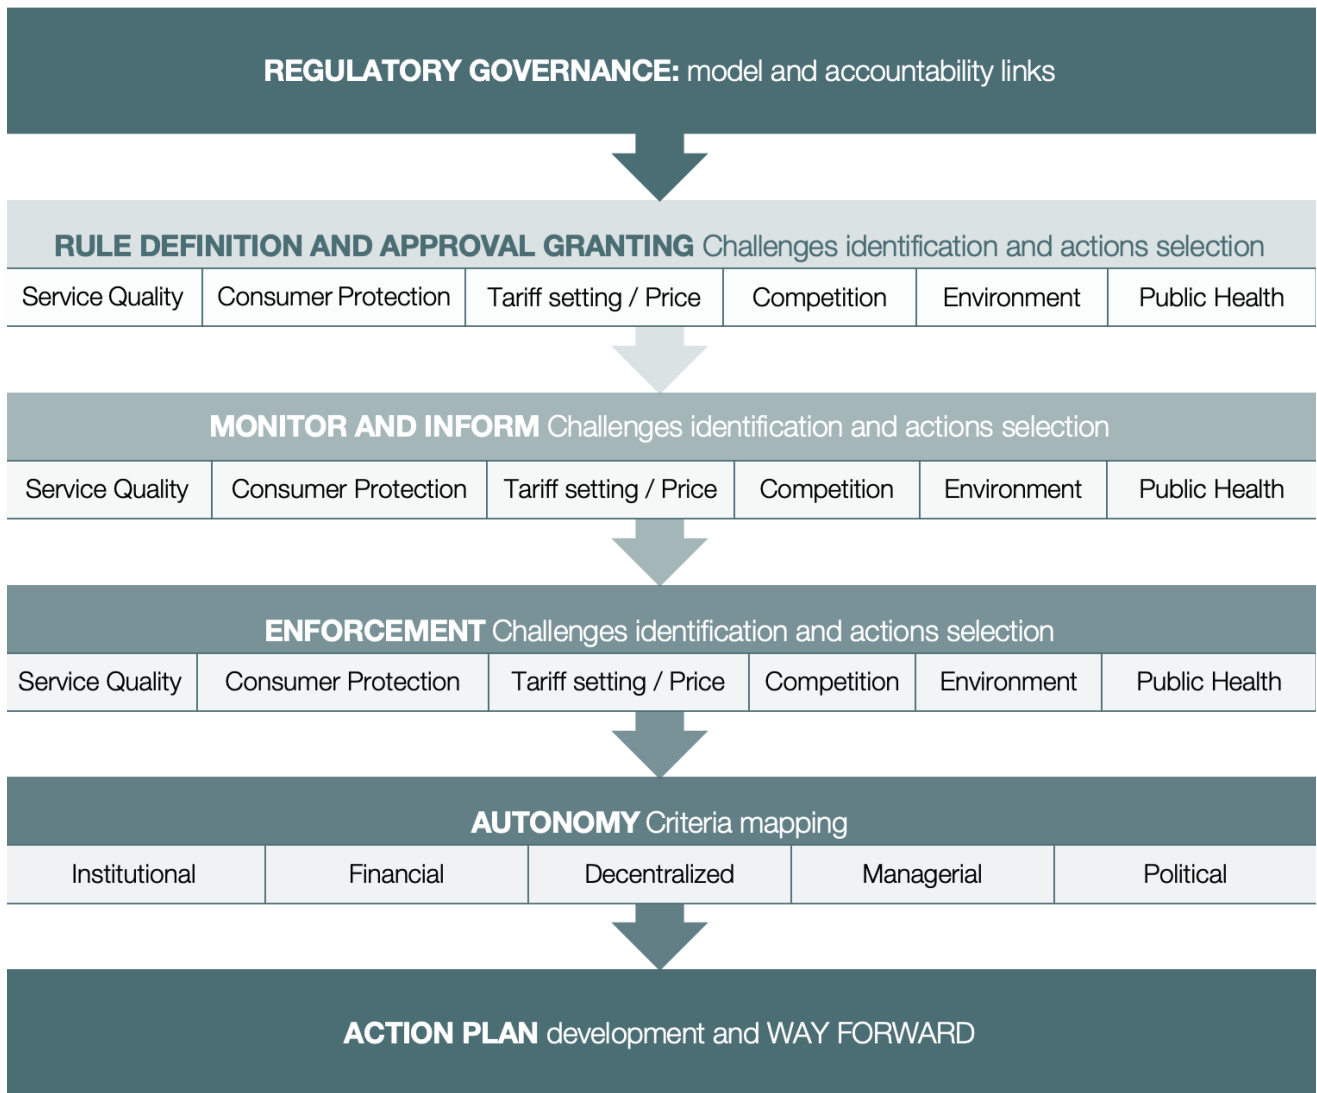 REGULATORY GOVERNANCE: model and accountability links
RULE DEFINITION AND APPROVAL GRANTING Challenges identification and actions selection
Service Quality Consumer Protection Tariff setting / Price Competition Environment Public Health
MONITOR AND INFORM Challenges identification and actions selection
Service Quality Consumer Protection Tariff setting / Price Competition Environment Public Health
ENFORCEMENT Challenges identification and actions selection
Service Quality Consumer Protection Tariff setting / Price Competition Environment Public Health
AUTONOMY Criteria mapping
Institutional Financial Decentralized Managerial Political
ACTION PLAN development and WAY FORWARD